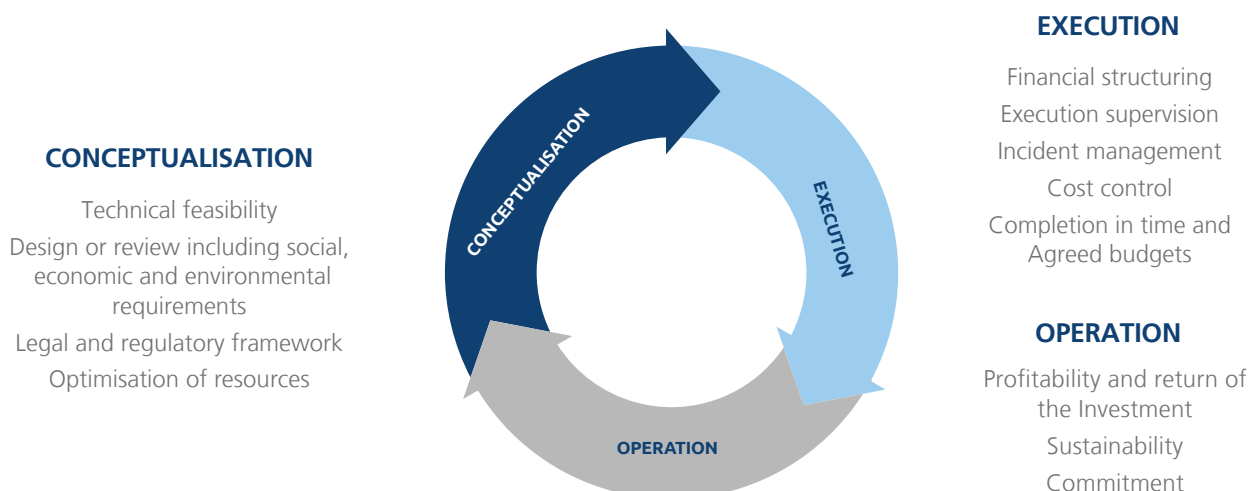 CONCEPTUALISATION
Technical feasibility
Design or review including social,
economic and environmental
requirements
Legal and regulatory framework
Optimisation of resources
CONCEPTUALISATION
EXECUTION
OPERATION
EXECUTION
Financial structuring
Execution supervision
Incident management
Cost control
Completion in time and
Agreed budgets
OPERATION
Profitability and return of
the Investment
Sustainability
Commitment